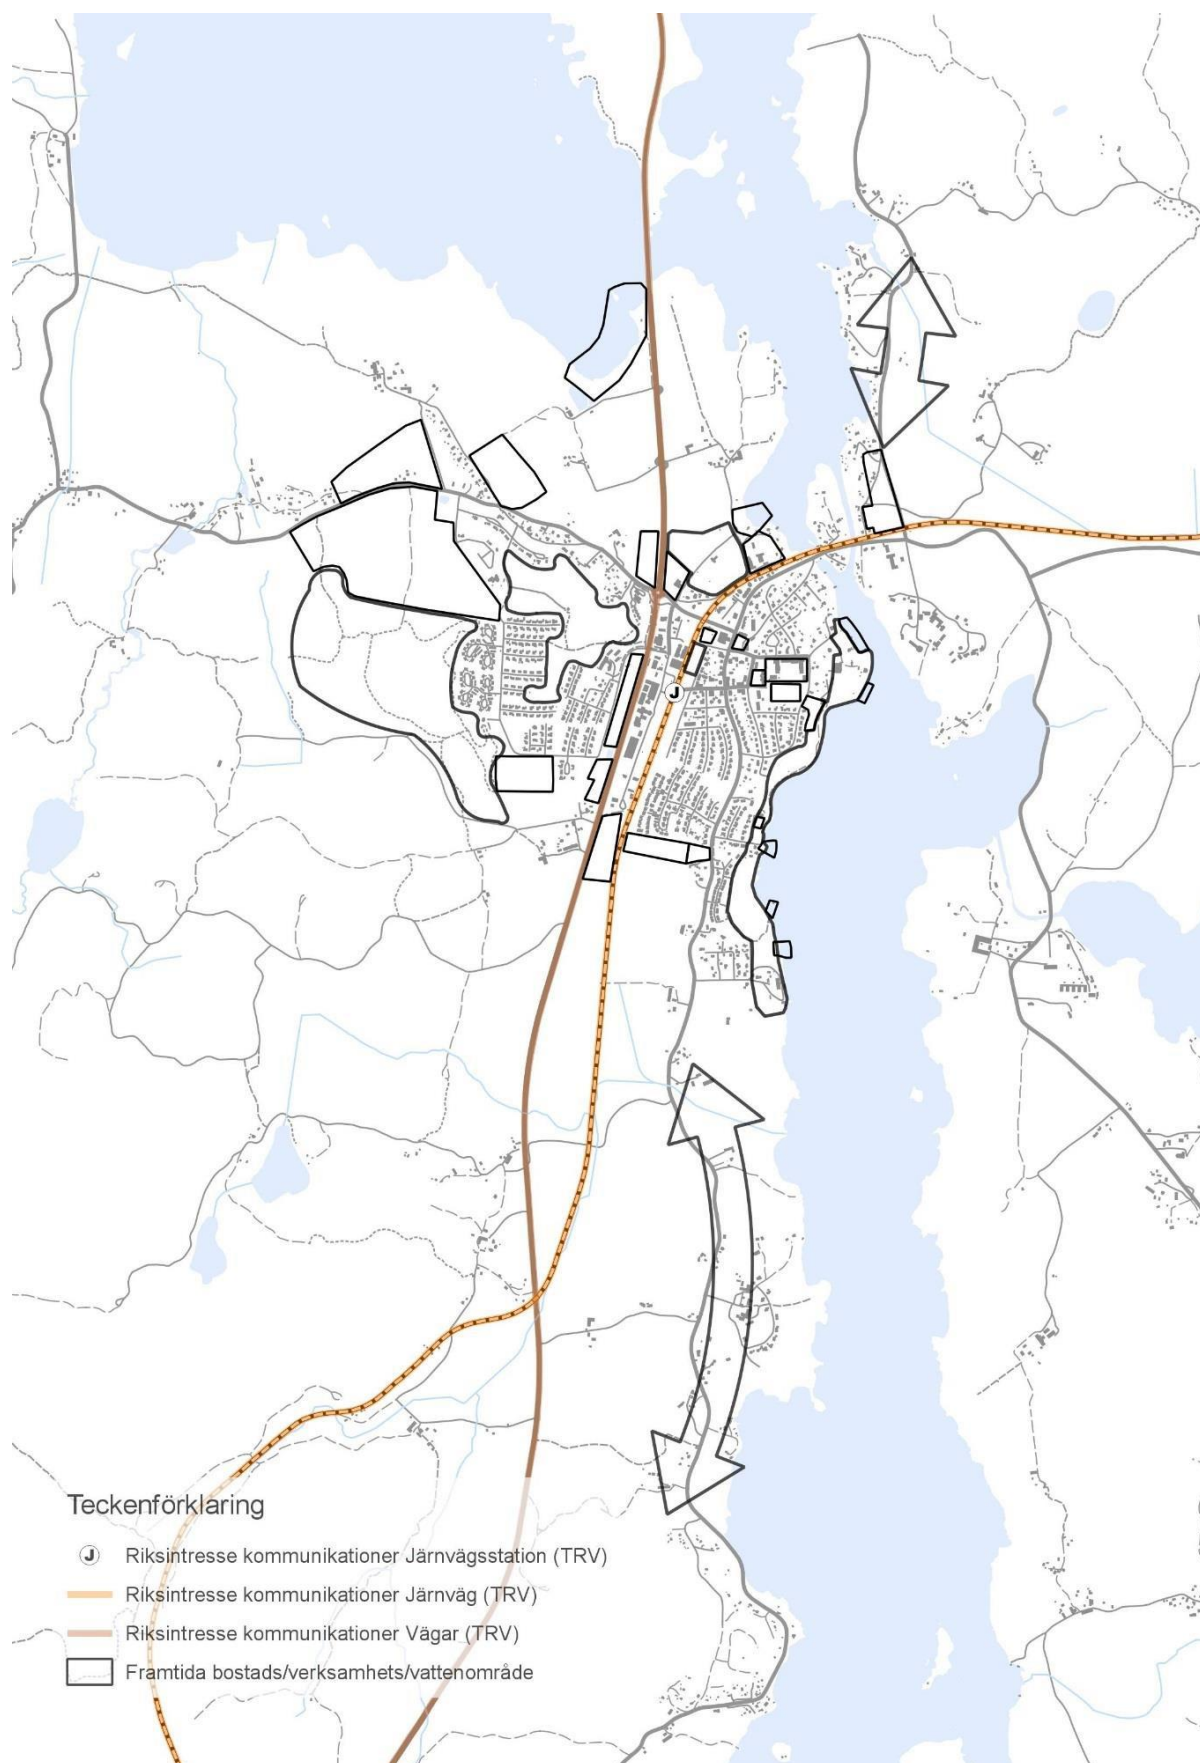 J
Teckenförklaring
J Riksintresse kommunikationer Järnvägsstation (TRV)
Riksintresse kommunikationer Järnväg (TRV)
Riksintresse kommunikationer Vägar (TRV)
Framtida bostads/verksamhets/vattenområde